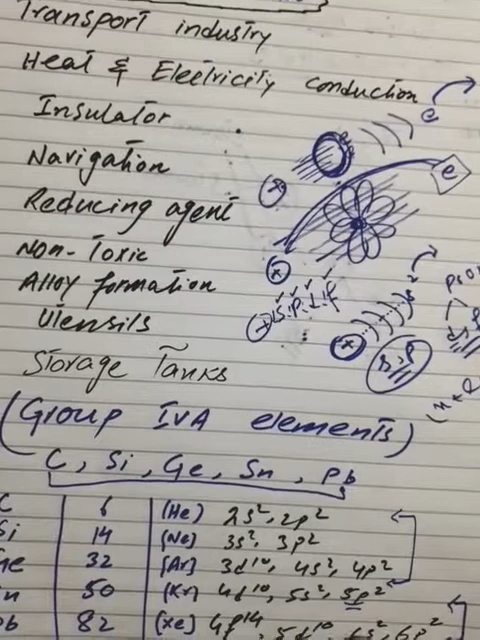 Transport industry
Heat & Electricity conduction
Insulator
Navigation
Reducing agent
Non-Toxic
Alloy formation
Utensils
Storage Tanks
e
e
s, p
(Group IVA elements)
C, Si, Ge, Sn, Pb
C 6 (He) 2s², 2p²
Si 14 [Ne] 3s², 3p²
Ge 32 [Ar] 3d¹⁰, 4s², 4p²
n 50 (Kr) 4d¹⁰, 5s², 5p²
Pb 82 [Xe] 4f¹⁴, 5d¹⁰, 6s², 6p²